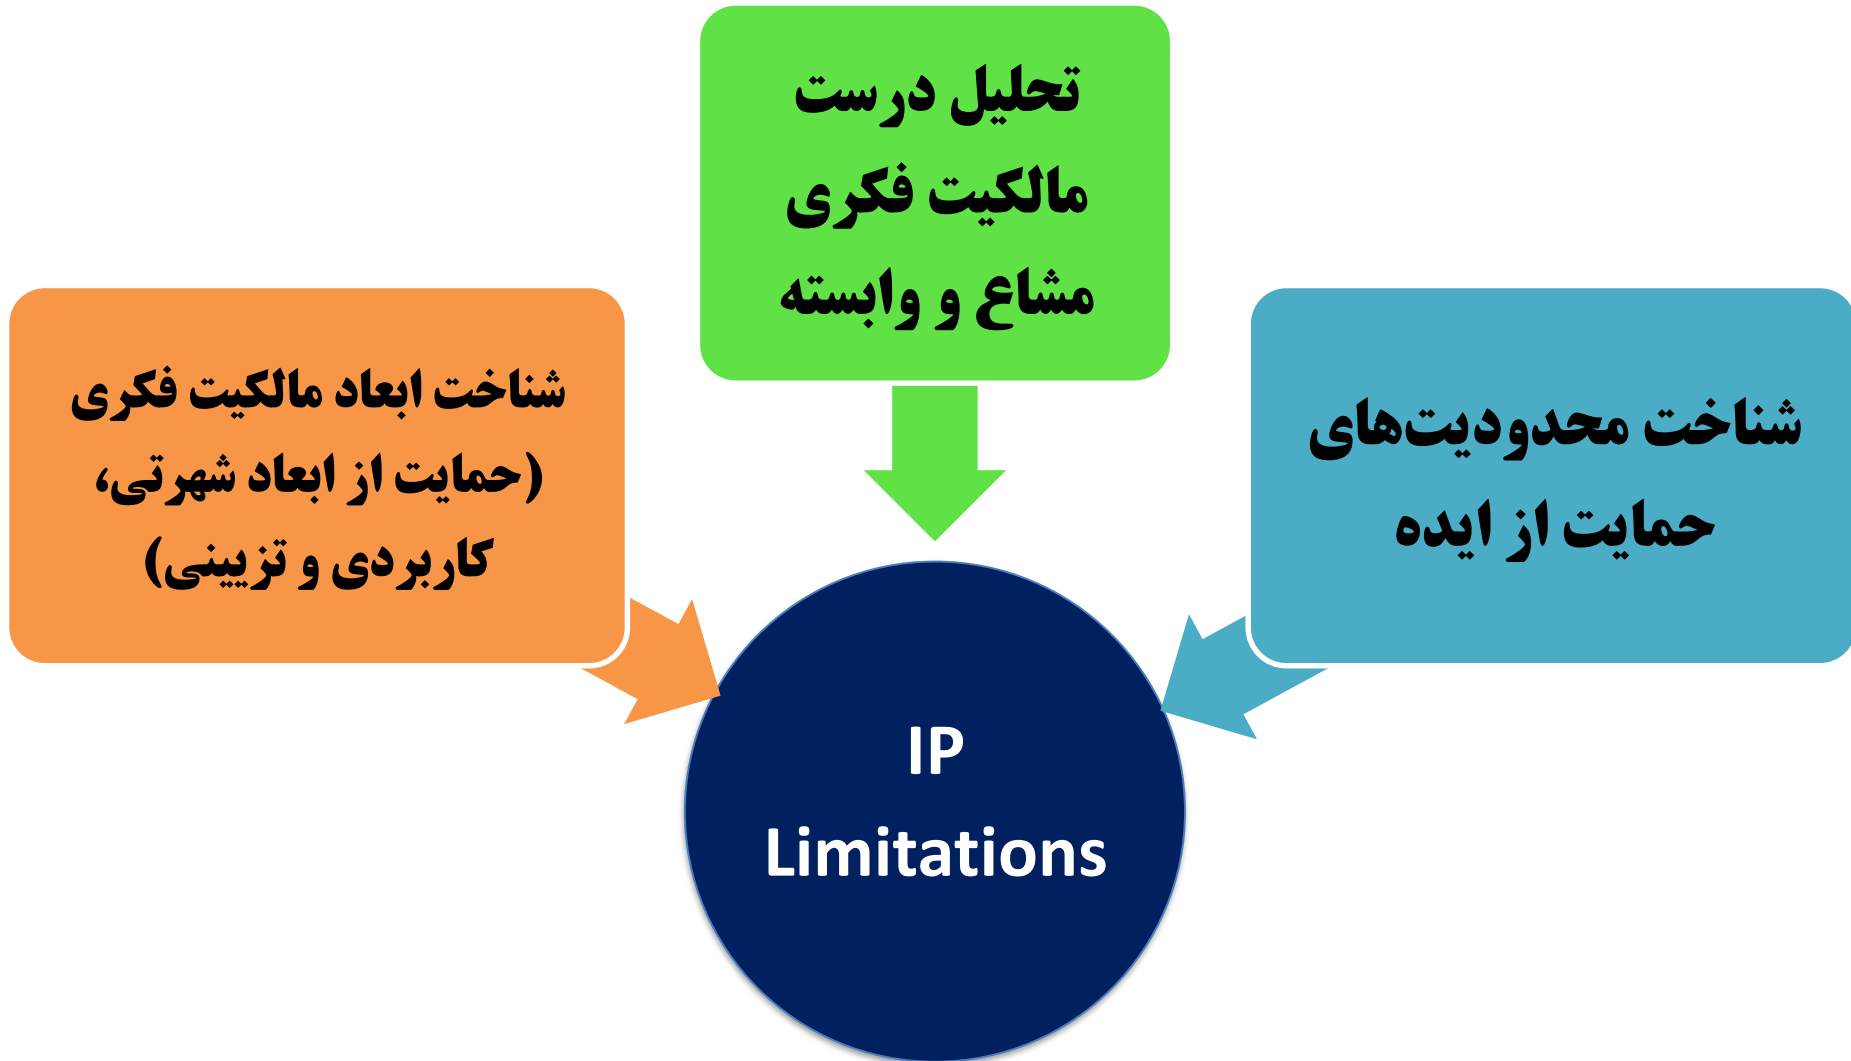 تحلیل درست
مالکیت فکری
مشاع و وابسته
شناخت محدودیت‌های
حمایت از ایده
شناخت ابعاد مالکیت فکری
(حمایت از ابعاد شهرتی،
کاربردی و تزیینی)
IP
Limitations